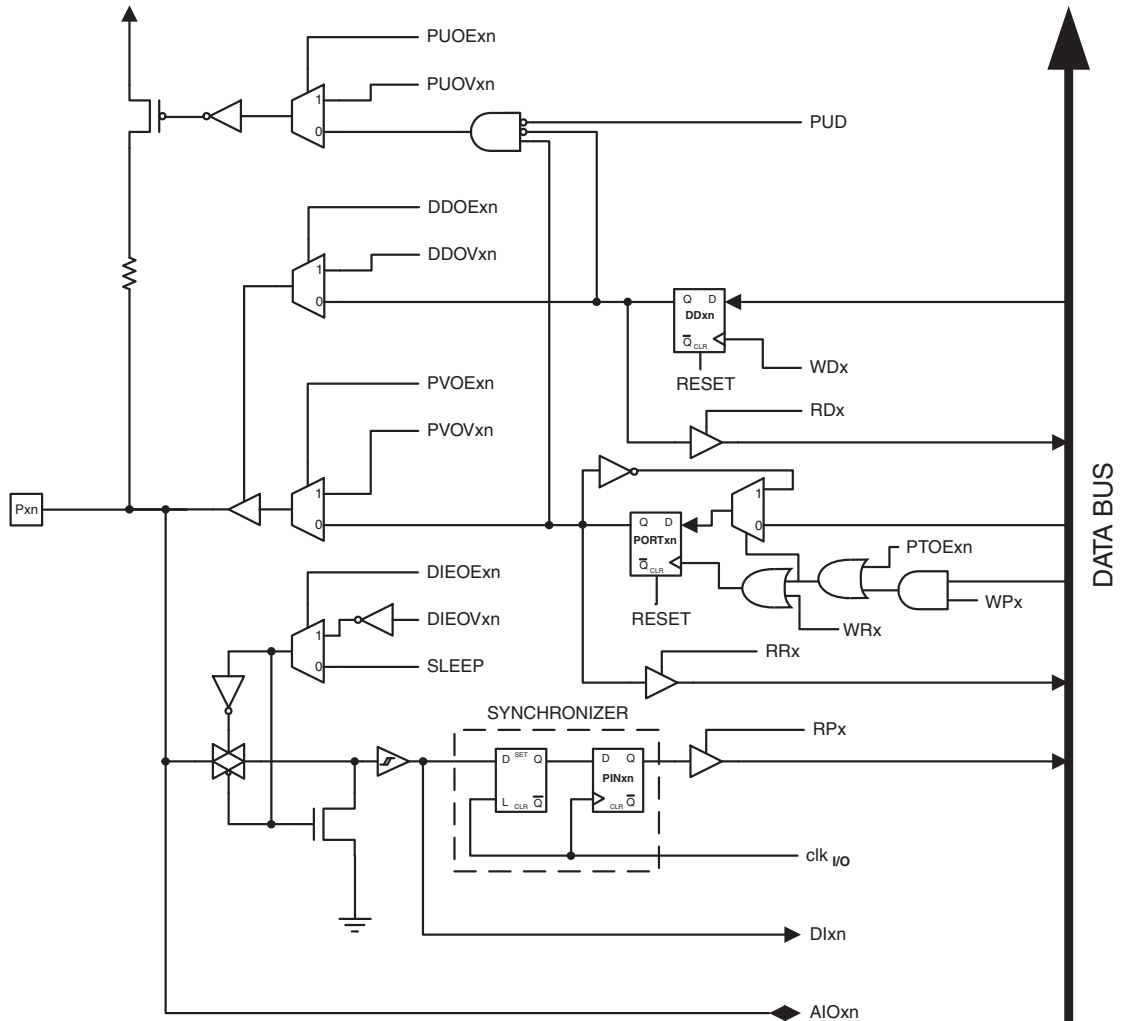 PUOExn
PUOVxn
1
0
PUD
DDOExn
DDOVxn
1
0
Q D
DDxn
Q CLR
WDx
RESET
PVOExn
RDx
PVOVxn
DATA BUS
1
0
Pxn
1
0
Q D
PORTxn
Q CLR
PTOExn
WPx
RESET
WRx
DIEOExn
DIEOVxn
1
0
SLEEP
RRx
SYNCHRONIZER
RPx
D SET Q
L CLR Q
D Q
PINxn
CLR Q
clk I/O
DIxn
AIOxn